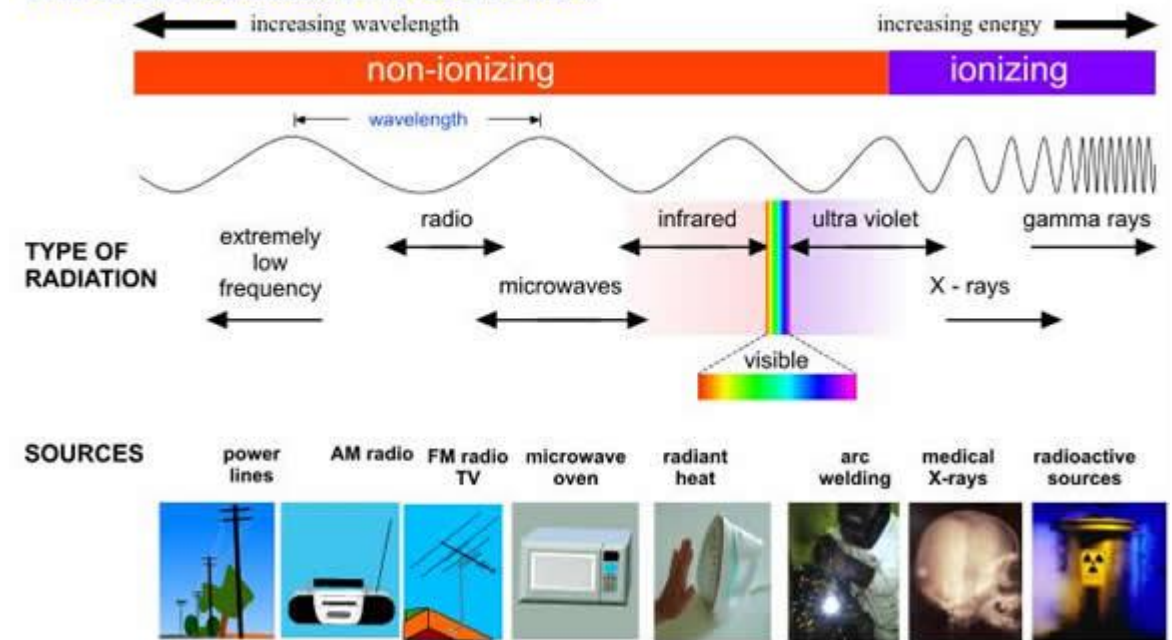 increasing wavelength increasing energy
non-ionizing ionizing
wavelength
radio infrared ultra violet gamma rays
extremely
low
frequency
TYPE OF
RADIATION
microwaves X - rays
visible
SOURCES
power
lines
AM radio
FM radio
TV
microwave
oven
radiant
heat
arc
welding
medical
X-rays
radioactive
sources